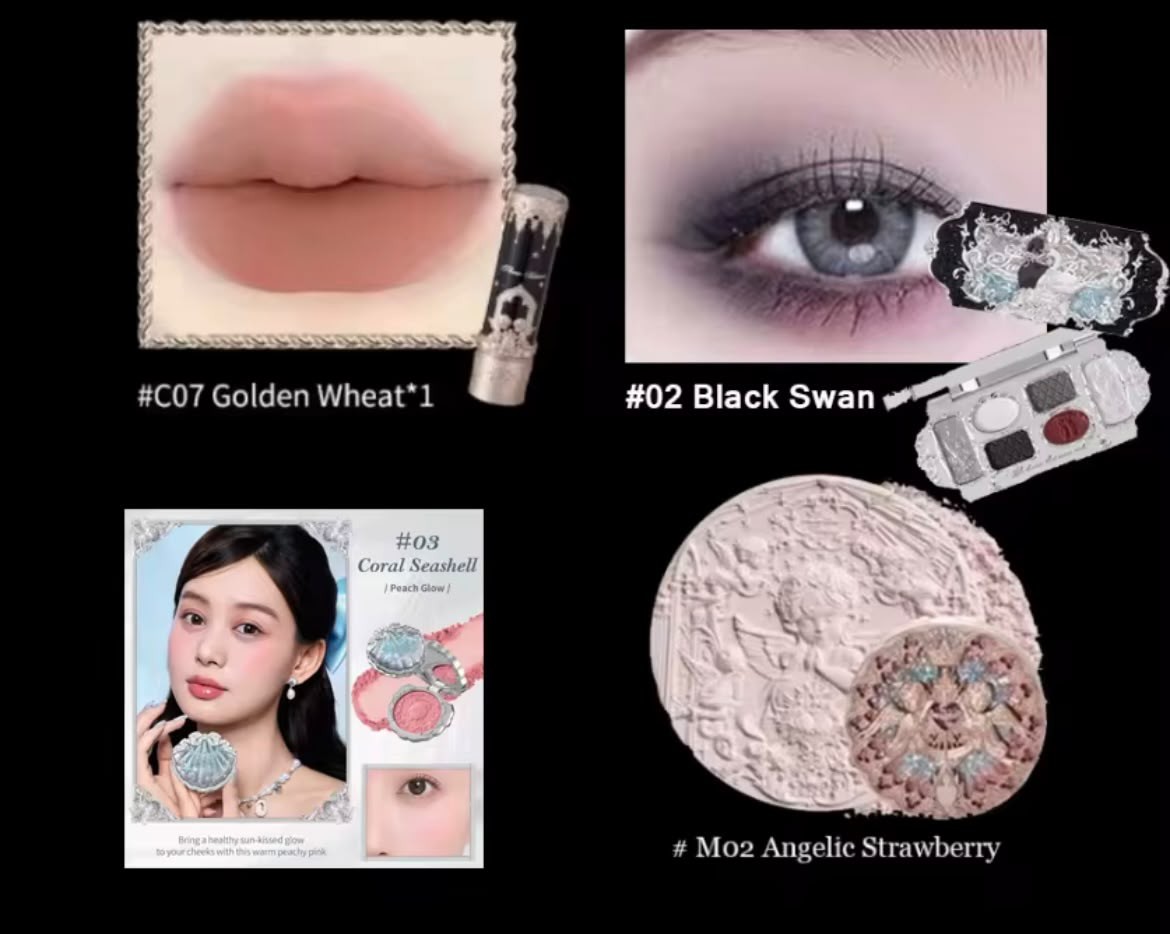 #C07 Golden Wheat*1
#02 Black Swan
#03
Coral Seashell
/ Peach Glow /
Bring a healthy sun-kissed glow
to your cheeks with this warm peachy pink
# M02 Angelic Strawberry